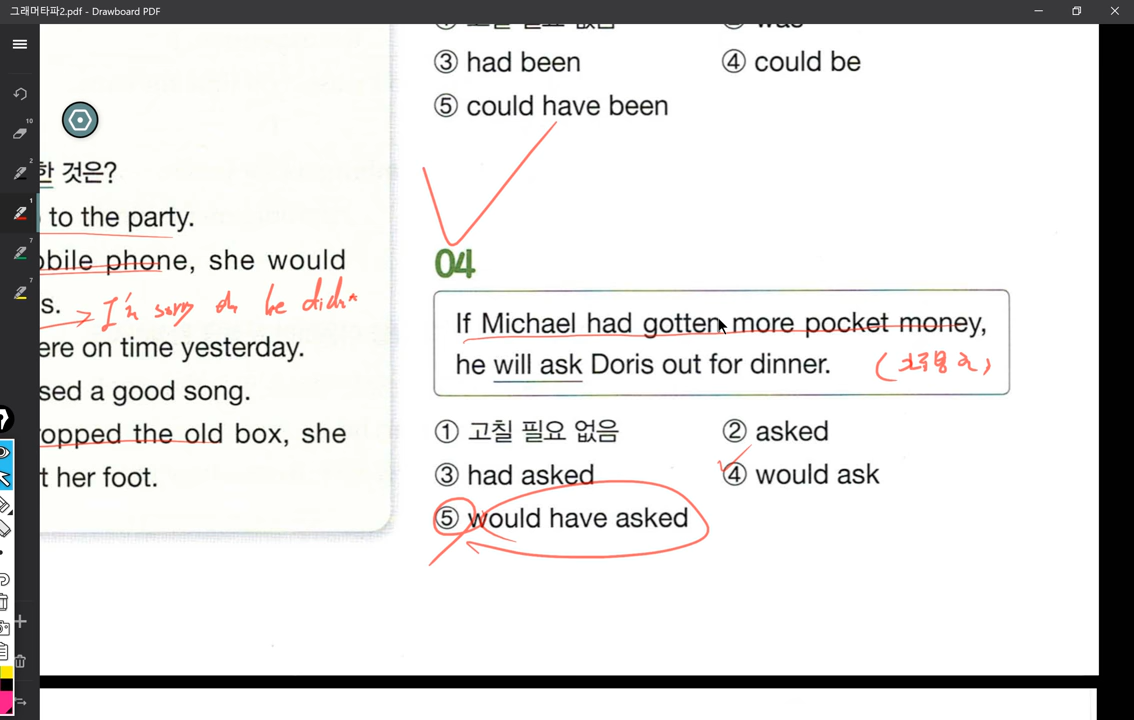 그래머타파2.pdf - Drawboard PDF
③ had been
④ could be
⑤ could have been
한 것은?
to the party.
obile phone, she would
s. → I'm sorry he didn't
ere on time yesterday.
sed a good song.
ropped the old box, she
t her foot.
04
If Michael had gotten more pocket money,
he will ask Doris out for dinner.
① 고칠 필요 없음
② asked
③ had asked
④ would ask
⑤ would have asked